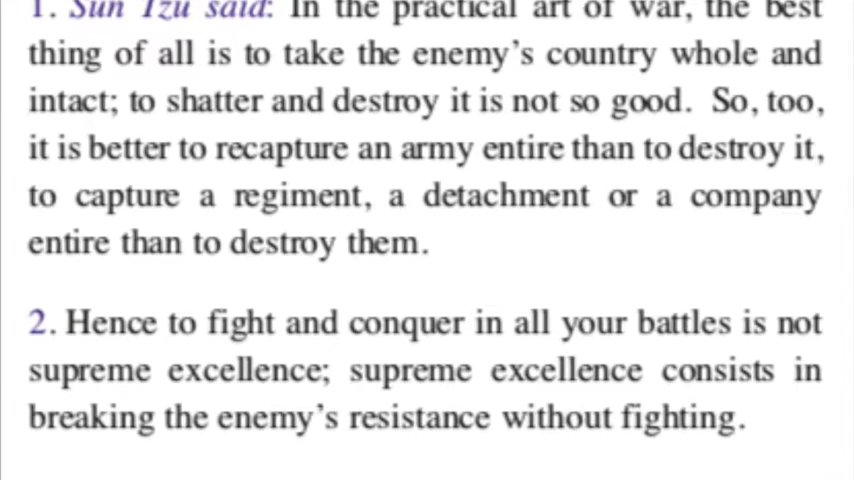 1. Sun Tzu said: In the practical art of war, the best
thing of all is to take the enemy's country whole and
intact; to shatter and destroy it is not so good. So, too,
it is better to recapture an army entire than to destroy it,
to capture a regiment, a detachment or a company
entire than to destroy them.
2. Hence to fight and conquer in all your battles is not
supreme excellence; supreme excellence consists in
breaking the enemy's resistance without fighting.